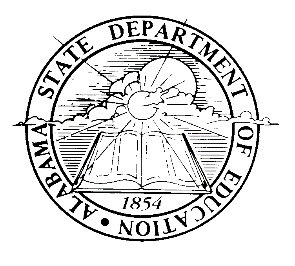 ALABAMA STATE DEPARTMENT OF EDUCATION •
1854